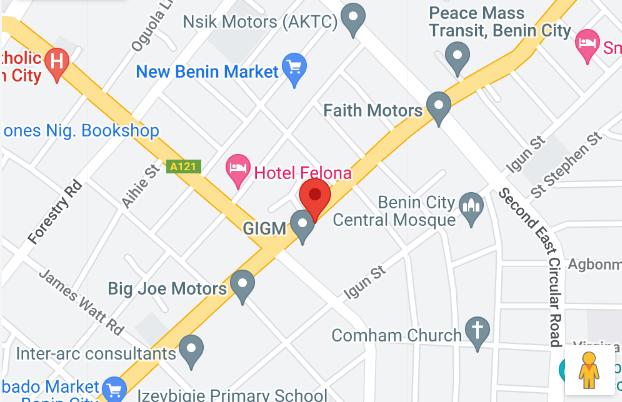 Oguola L
Nsik Motors (AKTC)
Peace Mass
Transit, Benin City
tholic
n City
New Benin Market
Sm
Faith Motors
ones Nig. Bookshop
A121
Aihie St
Hotel Felona
Igun St
St Stephen St
Forestry Rd
Benin City
Central Mosque
GIGM
Second East Circular Road
Agbonm
James Watt Rd
Big Joe Motors
Igun St
Comham Church
Virgina
Inter-arc consultants
bado Market
Benin City
Izevbigie Primary School